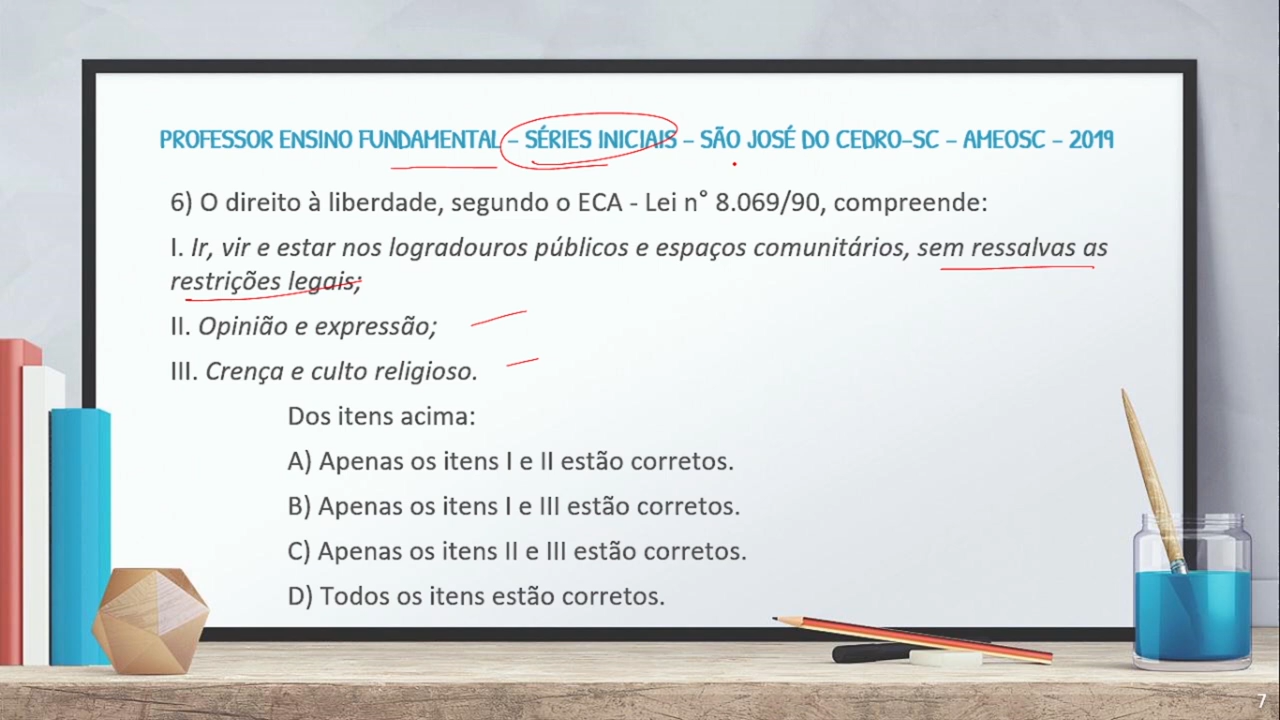 PROFESSOR ENSINO FUNDAMENTAL – SÉRIES INICIAIS – SÃO JOSÉ DO CEDRO-SC – AMEOSC – 2019
6) O direito à liberdade, segundo o ECA - Lei n° 8.069/90, compreende:
I. Ir, vir e estar nos logradouros públicos e espaços comunitários, sem ressalvas as
restrições legais;
II. Opinião e expressão;
III. Crença e culto religioso.
Dos itens acima:
A) Apenas os itens I e II estão corretos.
B) Apenas os itens I e III estão corretos.
C) Apenas os itens II e III estão corretos.
D) Todos os itens estão corretos.
7